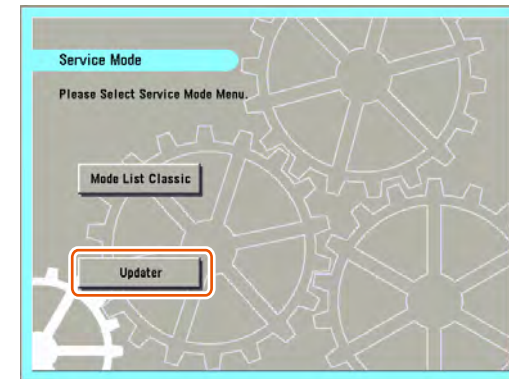 Service Mode
Please Select Service Mode Menu.
Mode List Classic
Updater